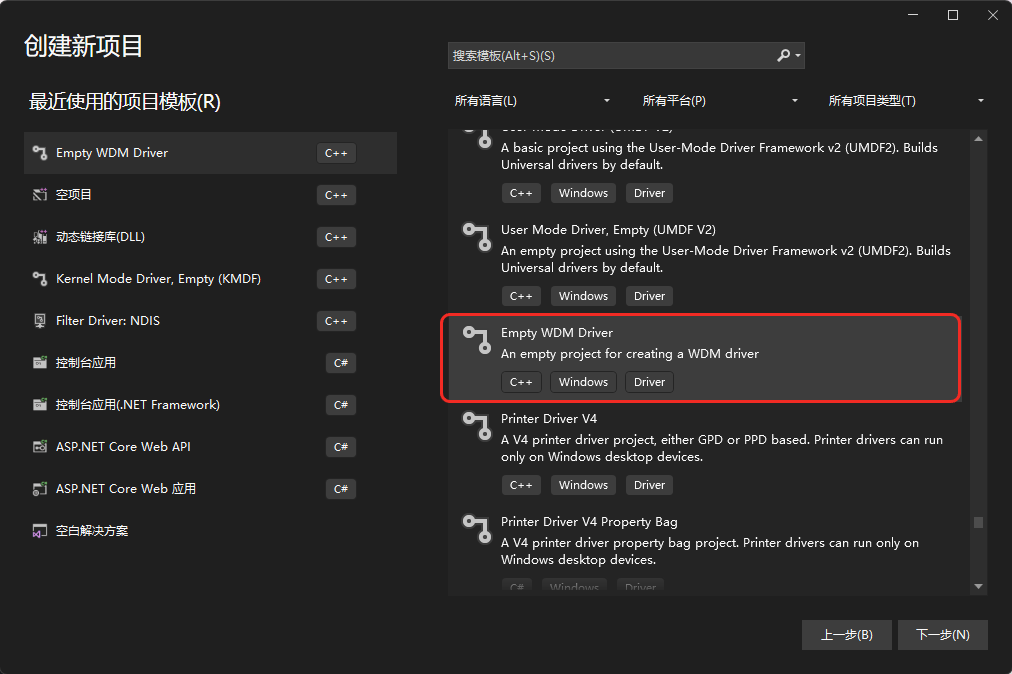 创建新项目
最近使用的项目模板(R)
Empty WDM Driver C++
空项目 C++
动态链接库(DLL) C++
Kernel Mode Driver, Empty (KMDF) C++
Filter Driver: NDIS C++
控制台应用 C#
控制台应用(.NET Framework) C#
ASP.NET Core Web API C#
ASP.NET Core Web 应用 C#
空白解决方案
搜索模板(Alt+S)(S)
所有语言(L) 所有平台(P) 所有项目类型(T)
User Mode Driver (UMDF V2)
A basic project using the User-Mode Driver Framework v2 (UMDF2). Builds
Universal drivers by default.
C++ Windows Driver
User Mode Driver, Empty (UMDF V2)
An empty project using the User-Mode Driver Framework v2 (UMDF2). Builds
Universal drivers by default.
C++ Windows Driver
Empty WDM Driver
An empty project for creating a WDM driver
C++ Windows Driver
Printer Driver V4
A V4 printer driver project, either GPD or PPD based. Printer drivers can run
only on Windows desktop devices.
C++ Windows Driver
Printer Driver V4 Property Bag
A V4 printer driver property bag project. Printer drivers can run only on
Windows desktop devices.
C# Windows Driver
上一步(B) 下一步(N)